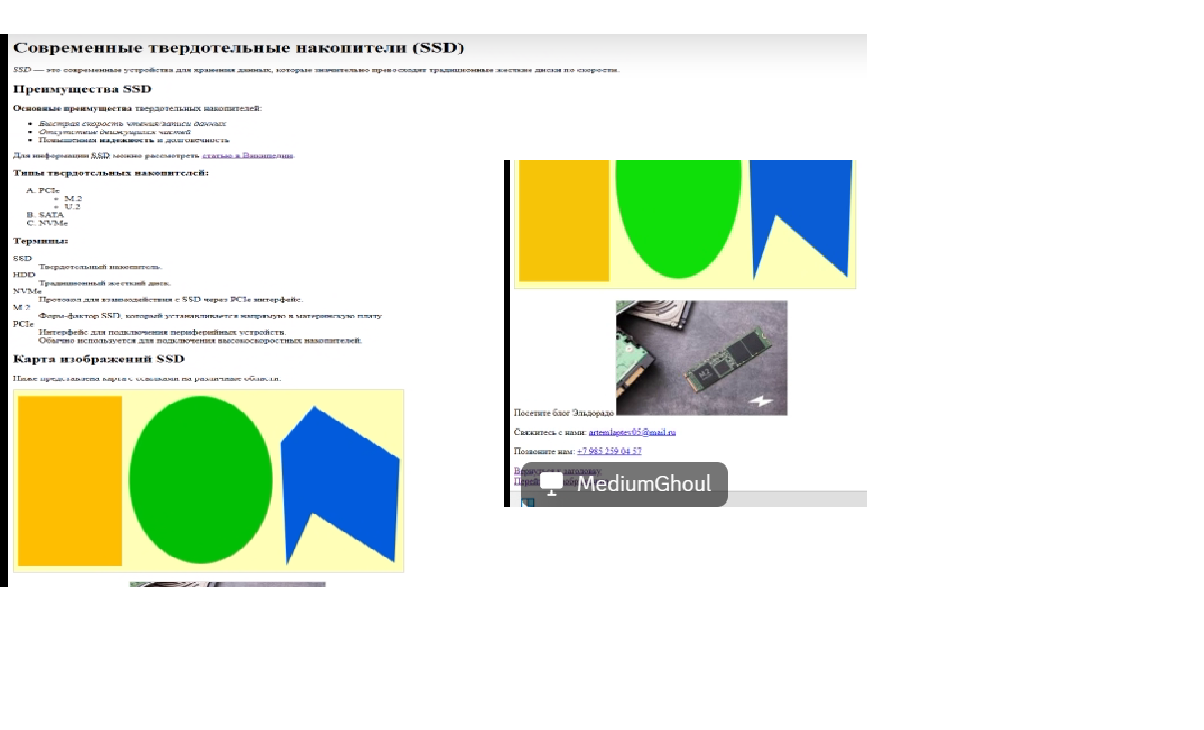 Современные твердотельные накопители (SSD)
SSD — это современные устройства для хранения данных, которые значительно превосходят традиционные жесткие диски по скорости.
Преимущества SSD
Основные преимущества твердотельных накопителей:
Быстрая скорость чтения/записи данных
Отсутствие движущихся частей
Повышенная надежность и долговечность
Для информации SSD можно рассмотреть статью в Википедии.
Типы твердотельных накопителей:
A. PCIe
M.2
U.2
B. SATA
C. NVMe
Термины:
SSD
Твердотельный накопитель.
HDD
Традиционный жесткий диск.
NVMe
Протокол для взаимодействия с SSD через PCIe интерфейс.
M.2
Форм-фактор SSD, который устанавливается напрямую в материнскую плату
PCIe
Интерфейс для подключения периферийных устройств.
Обычно используется для подключения высокоскоростных накопителей.
Карта изображений SSD
Ниже представлена карта с ссылками на различные области.
M.2
Посетите блог 'Эльдорадо
Свяжитесь с нами: artemlaptev05@mail.ru
Позвоните нам: +7 985 259 04 57
Вернуться к заголовку
MediumGhoul